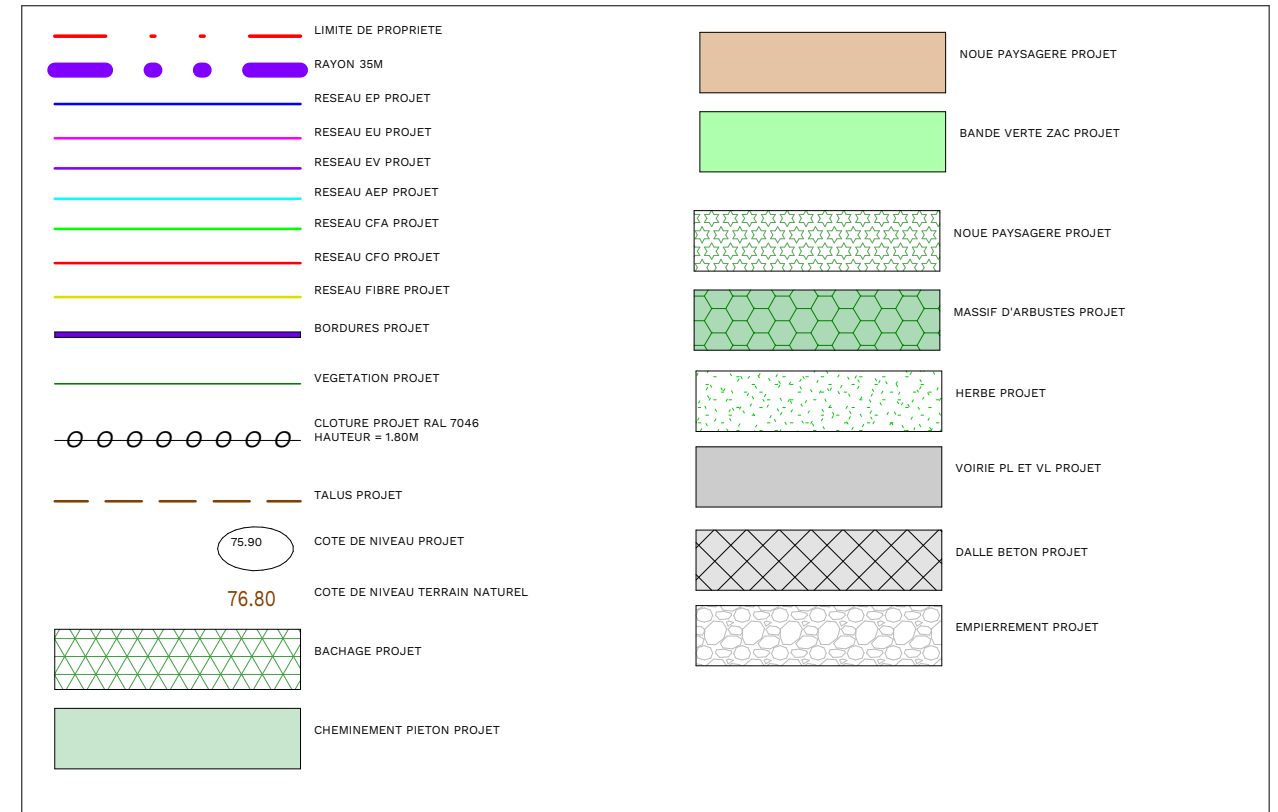 LIMITE DE PROPRIETE
RAYON 35M
RESEAU EP PROJET
RESEAU EU PROJET
RESEAU EV PROJET
RESEAU AEP PROJET
RESEAU CFA PROJET
RESEAU CFO PROJET
RESEAU FIBRE PROJET
BORDURES PROJET
VEGETATION PROJET
CLOTURE PROJET RAL 7046
HAUTEUR = 1.80M
TALUS PROJET
75.90 COTE DE NIVEAU PROJET
76.80 COTE DE NIVEAU TERRAIN NATUREL
BACHAGE PROJET
CHEMINEMENT PIETON PROJET
NOUE PAYSAGERE PROJET
BANDE VERTE ZAC PROJET
NOUE PAYSAGERE PROJET
MASSIF D'ARBUSTES PROJET
HERBE PROJET
VOIRIE PL ET VL PROJET
DALLE BETON PROJET
EMPIERREMENT PROJET